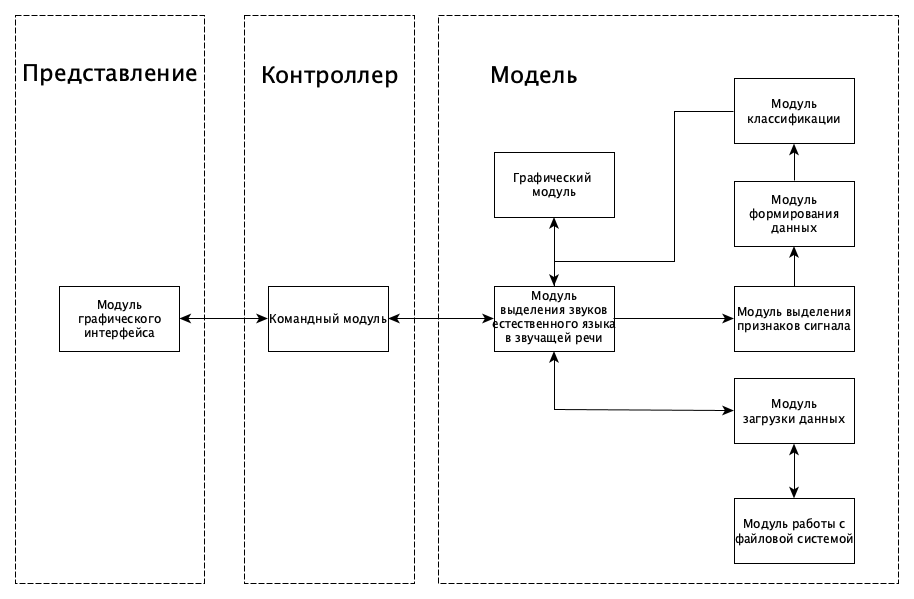 Представление
Контроллер
Модель
Модуль
классификации
Графический
модуль
Модуль
формирования
данных
Модуль
графического
интерфейса
Командный модуль
Модуль
выделения звуков
естественного языка
в звучащей речи
Модуль выделения
признаков сигнала
Модуль
загрузки данных
Модуль работы с
файловой системой